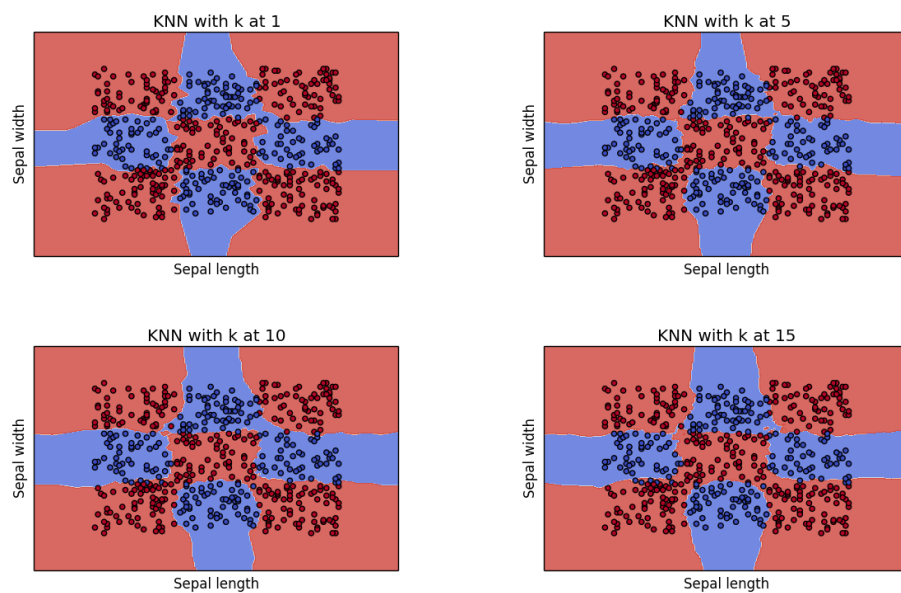 KNN with k at 1
Sepal width
Sepal length
KNN with k at 5
Sepal width
Sepal length
KNN with k at 10
Sepal width
Sepal length
KNN with k at 15
Sepal width
Sepal length